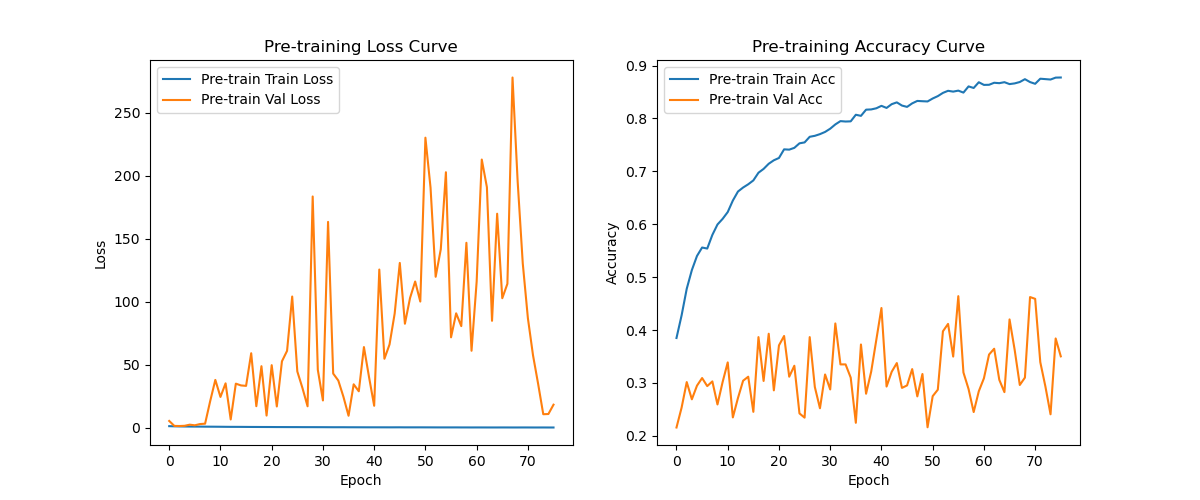 Pre-training Loss Curve
Pre-train Train Loss
Pre-train Val Loss
250
200
150
100
50
0
Loss
0 10 20 30 40 50 60 70
Epoch
Pre-training Accuracy Curve
Pre-train Train Acc
Pre-train Val Acc
0.9
0.8
0.7
0.6
0.5
0.4
0.3
0.2
Accuracy
0 10 20 30 40 50 60 70
Epoch